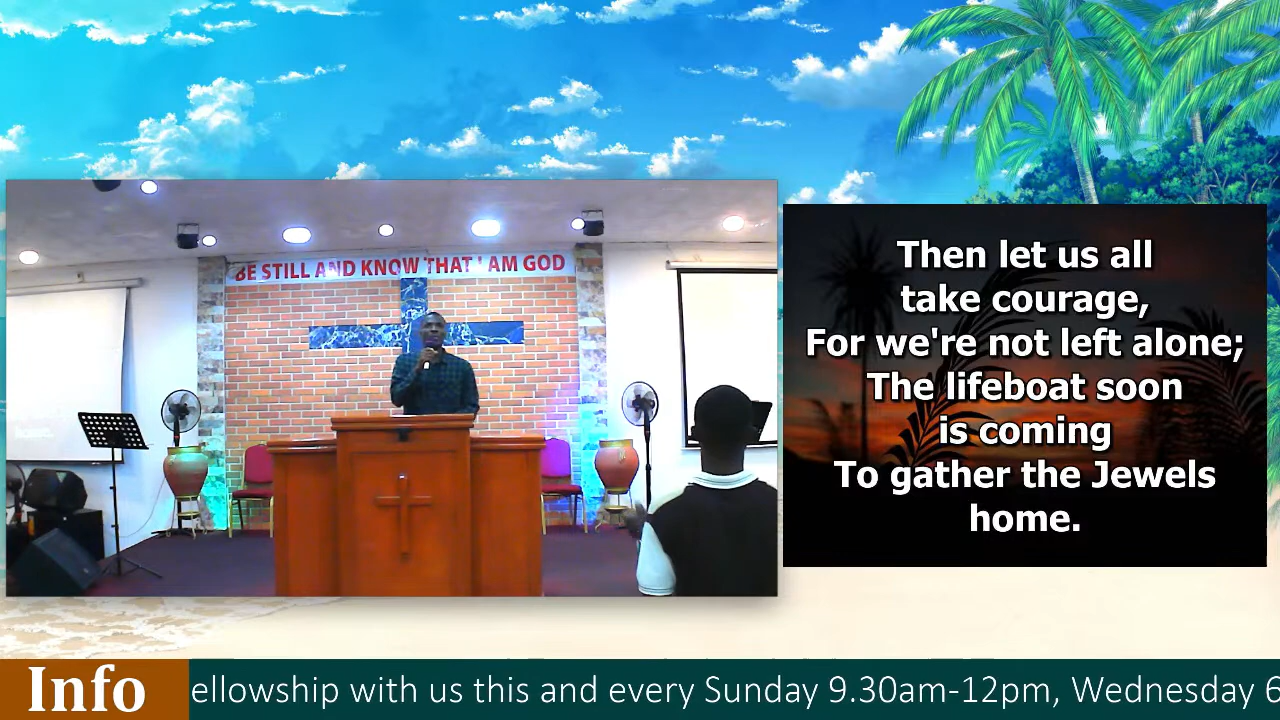 BE STILL AND KNOW THAT I AM GOD
Then let us all
take courage,
For we're not left alone;
The lifeboat soon
is coming
To gather the Jewels
home.
Info
ellowship with us this and every Sunday 9.30am-12pm, Wednesday 6